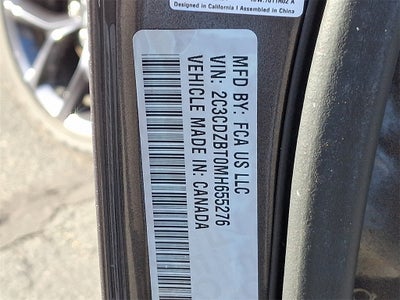 Designed in California | Assembled in China
MFD BY: FCA US LLC
VIN: 2C3CDZBT0MH655276
VEHICLE MADE IN: CANADA